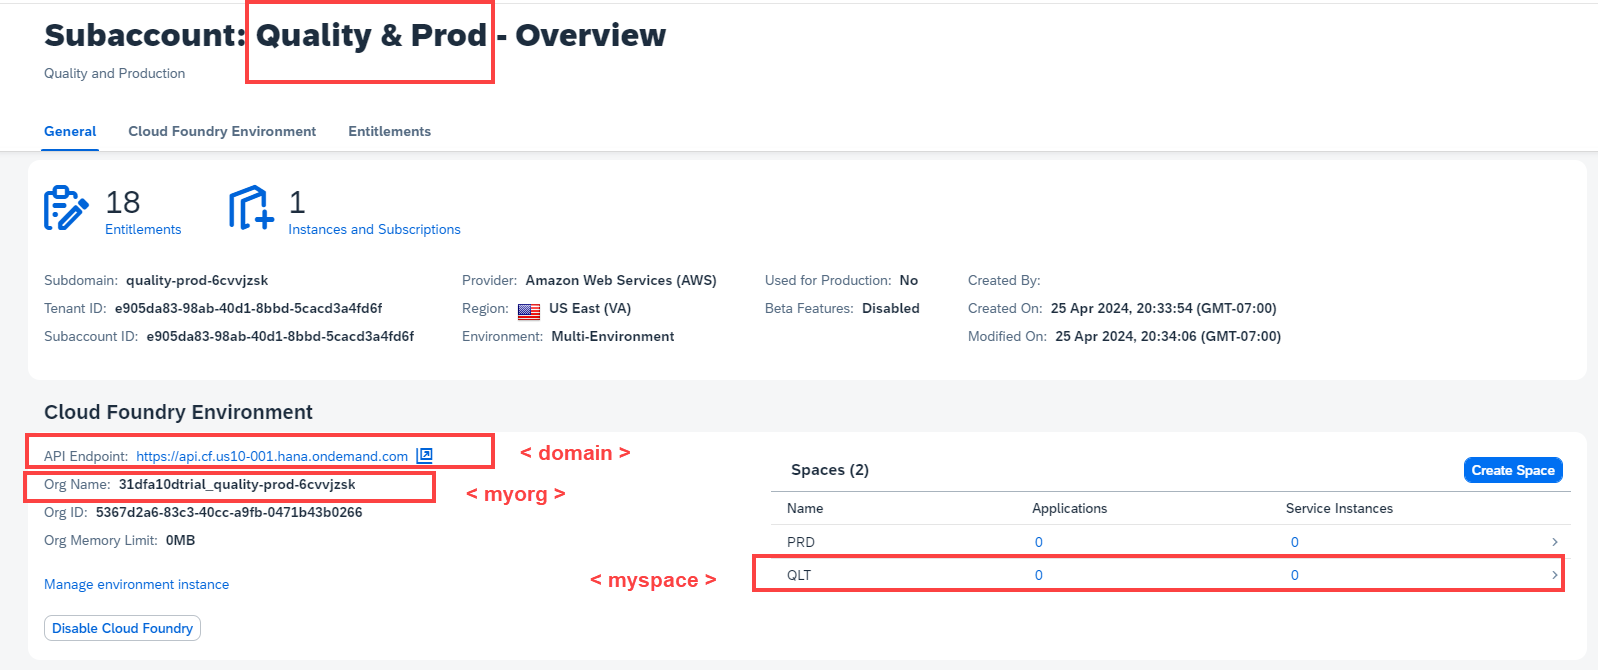 Subaccount: Quality & Prod - Overview
Quality and Production
General Cloud Foundry Environment Entitlements
18
Entitlements
1
Instances and Subscriptions
Subdomain: quality-prod-6cvvjzsk
Tenant ID: e905da83-98ab-40d1-8bbd-5cacd3a4fd6f
Subaccount ID: e905da83-98ab-40d1-8bbd-5cacd3a4fd6f
Provider: Amazon Web Services (AWS)
Region: US East (VA)
Environment: Multi-Environment
Used for Production: No
Beta Features: Disabled
Created By:
Created On: 25 Apr 2024, 20:33:54 (GMT-07:00)
Modified On: 25 Apr 2024, 20:34:06 (GMT-07:00)
Cloud Foundry Environment
API Endpoint: https://api.cf.us10-001.hana.ondemand.com < domain >
Org Name: 31dfa10dtrial_quality-prod-6cvvjzsk < myorg >
Org ID: 5367d2a6-83c3-40cc-a9fb-0471b43b0266
Org Memory Limit: 0MB
Manage environment instance
Disable Cloud Foundry
Spaces (2) Create Space
Name Applications Service Instances
PRD 0 0
< myspace > QLT 0 0